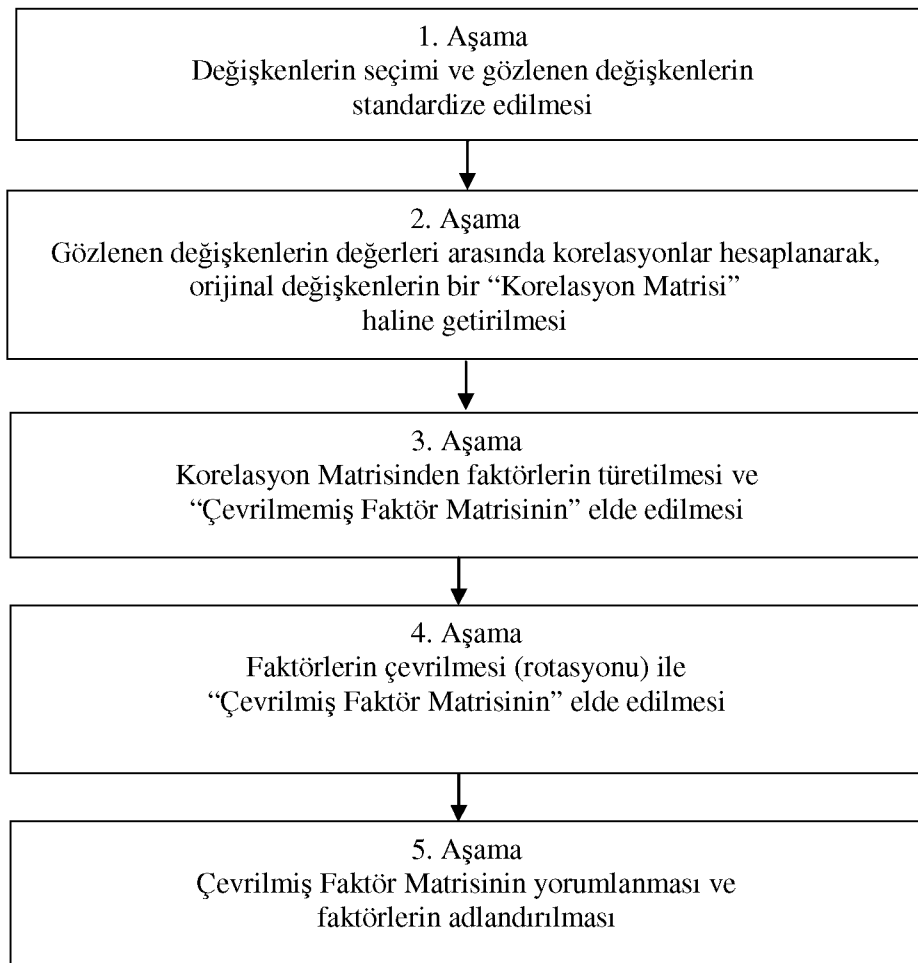 1. Aşama
Değişkenlerin seçimi ve gözlenen değişkenlerin
standardize edilmesi
2. Aşama
Gözlenen değişkenlerin değerleri arasında korelasyonlar hesaplanarak,
orijinal değişkenlerin bir “Korelasyon Matrisi”
haline getirilmesi
3. Aşama
Korelasyon Matrisinden faktörlerin türetilmesi ve
“Çevrilmemiş Faktör Matrisinin” elde edilmesi
4. Aşama
Faktörlerin çevrilmesi (rotasyonu) ile
“Çevrilmiş Faktör Matrisinin” elde edilmesi
5. Aşama
Çevrilmiş Faktör Matrisinin yorumlanması ve
faktörlerin adlandırılması